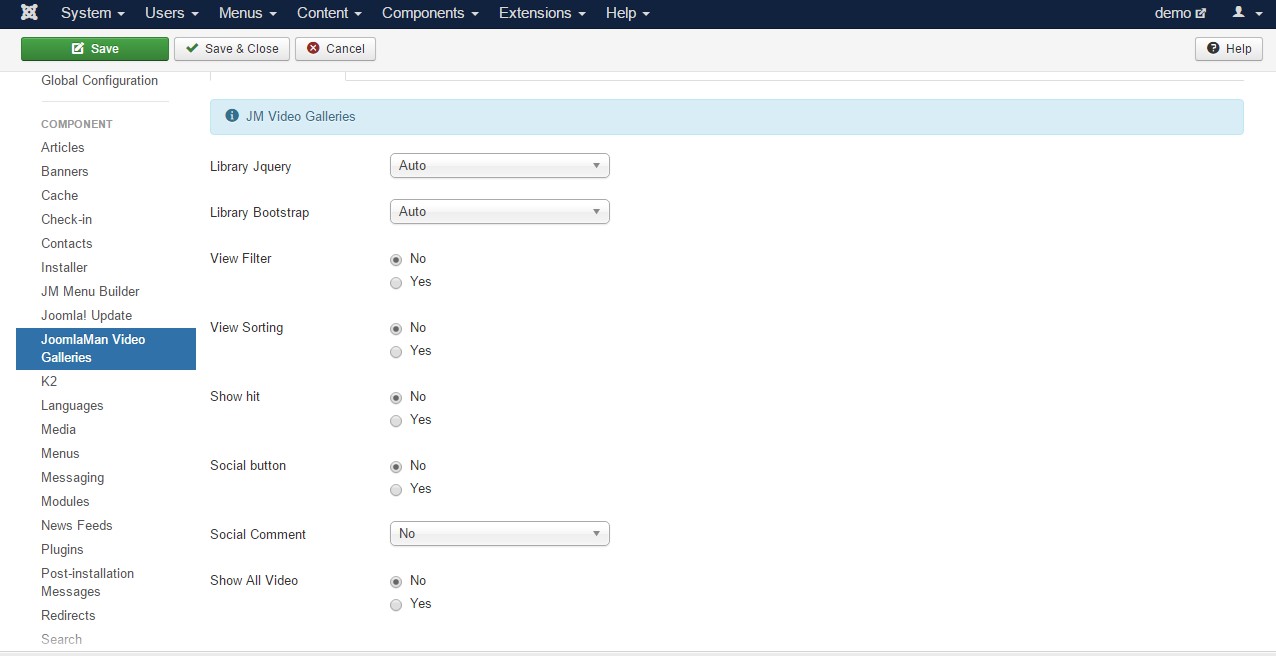 System Users Menus Content Components Extensions Help demo
Save Save & Close Cancel Help
Global Configuration
COMPONENT
Articles
Banners
Cache
Check-in
Contacts
Installer
JM Menu Builder
Joomla! Update
JoomlaMan Video
Galleries
K2
Languages
Media
Menus
Messaging
Modules
News Feeds
Plugins
Post-installation
Messages
Redirects
Search
JM Video Galleries
Library Jquery Auto
Library Bootstrap Auto
View Filter No
Yes
View Sorting No
Yes
Show hit No
Yes
Social button No
Yes
Social Comment No
Show All Video No
Yes